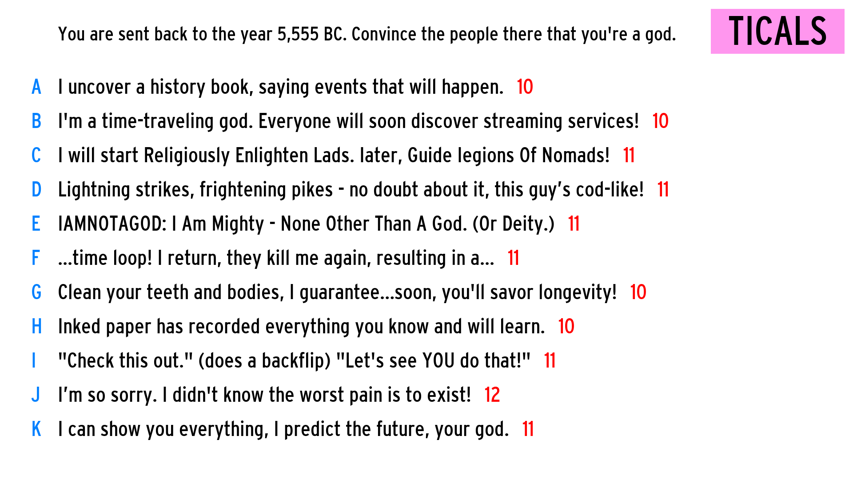 You are sent back to the year 5,555 BC. Convince the people there that you're a god.
TICALS
A I uncover a history book, saying events that will happen. 10
B I'm a time-traveling god. Everyone will soon discover streaming services! 10
C I will start Religiously Enlighten Lads. later, Guide legions Of Nomads! 11
D Lightning strikes, frightening pikes - no doubt about it, this guy’s cod-like! 11
E IAMNOTAGOD: I Am Mighty - None Other Than A God. (Or Deity.) 11
F ...time loop! I return, they kill me again, resulting in a... 11
G Clean your teeth and bodies, I guarantee...soon, you'll savor longevity! 10
H Inked paper has recorded everything you know and will learn. 10
I "Check this out." (does a backflip) "Let's see YOU do that!" 11
J I’m so sorry. I didn't know the worst pain is to exist! 12
K I can show you everything, I predict the future, your god. 11